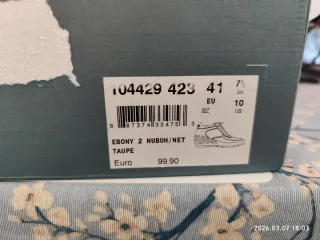 104429 423 41 7½
EU UK
10
US
EBONY 2 NUBUH/NET
TAUPE
Euro 99,90
2026.03.07 18:03